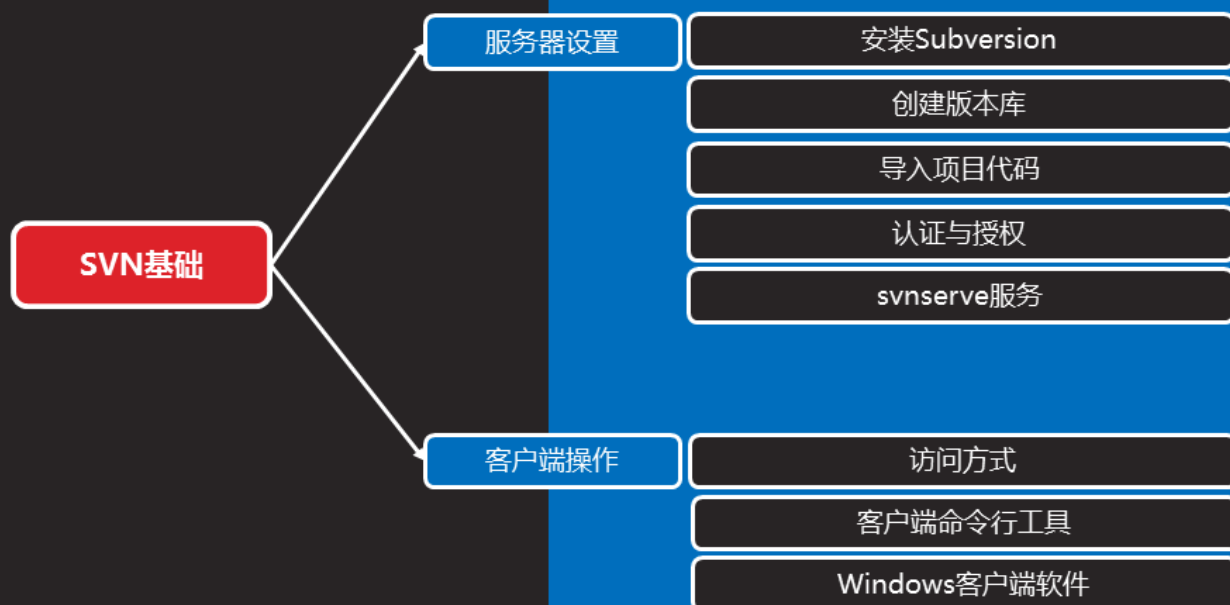 SVN基础
服务器设置
安装Subversion
创建版本库
导入项目代码
认证与授权
svnserve服务
客户端操作
访问方式
客户端命令行工具
Windows客户端软件